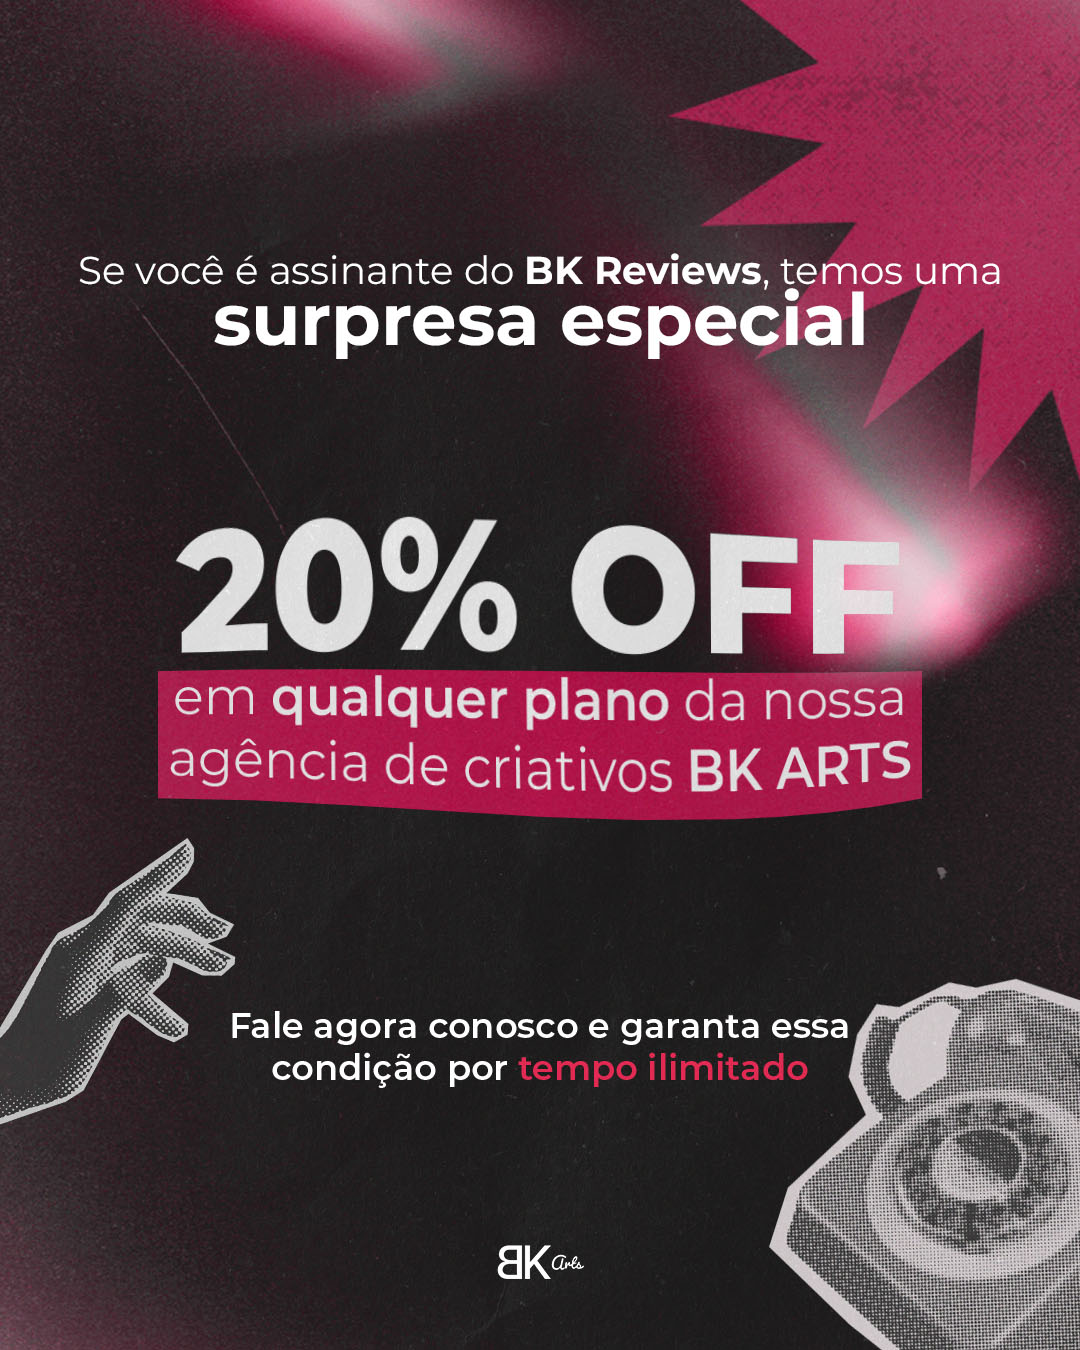 Se você é assinante do BK Reviews, temos uma
surpresa especial
20% OFF
em qualquer plano da nossa
agência de criativos BK ARTS
Fale agora conosco e garanta essa
condição por tempo ilimitado
BK Arts